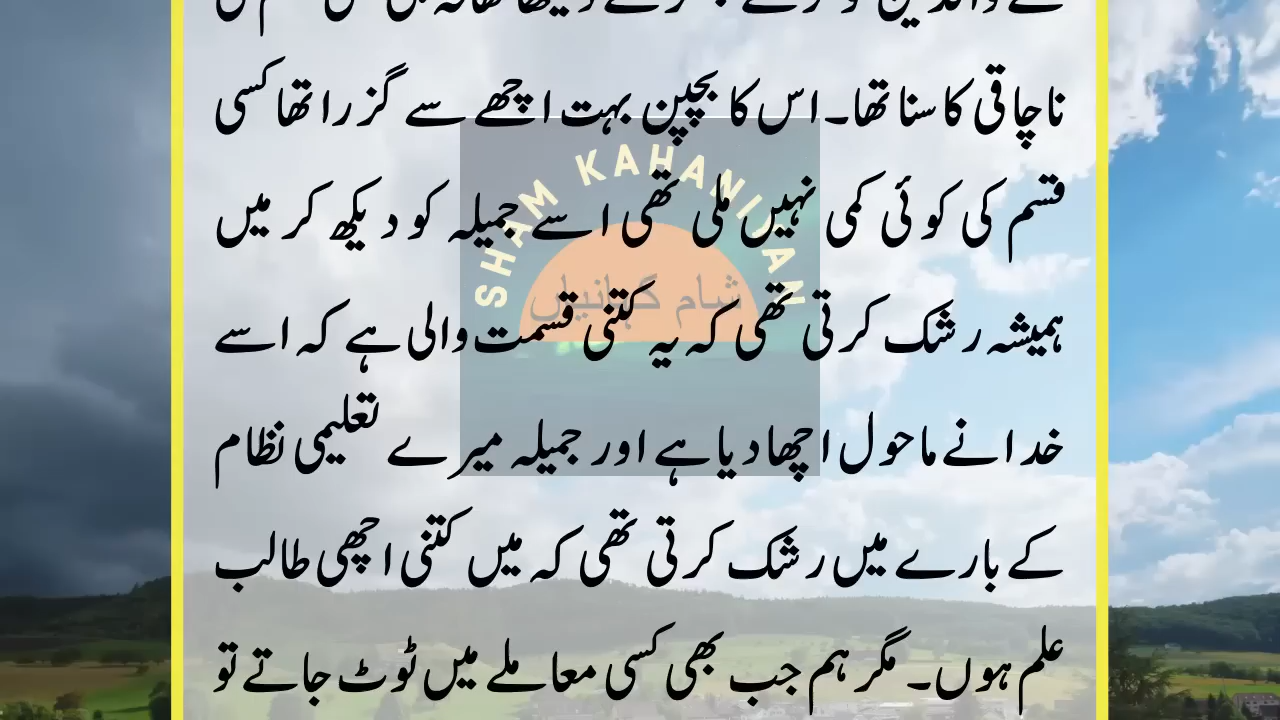 ناچاقی کا سنا تھا۔ اس کا بچپن بہت اچھے سے گزرا تھا کسی
قسم کی کوئی کمی نہیں ملی تھی اسے جمیلہ کو دیکھ کر میں
ہمیشہ رشک کرتی تھی کہ یہ کتنی قسمت والی ہے کہ اسے
خدا نے ماحول اچھا دیا ہے اور جمیلہ میرے تعلیمی نظام
کے بارے میں رشک کرتی تھی کہ میں کتنی اچھی طالب
علم ہوں۔ مگر ہم جب بھی کسی معاملے میں ٹوٹ جاتے تو
SHAM KAHANIYAN
شام کہانیاں